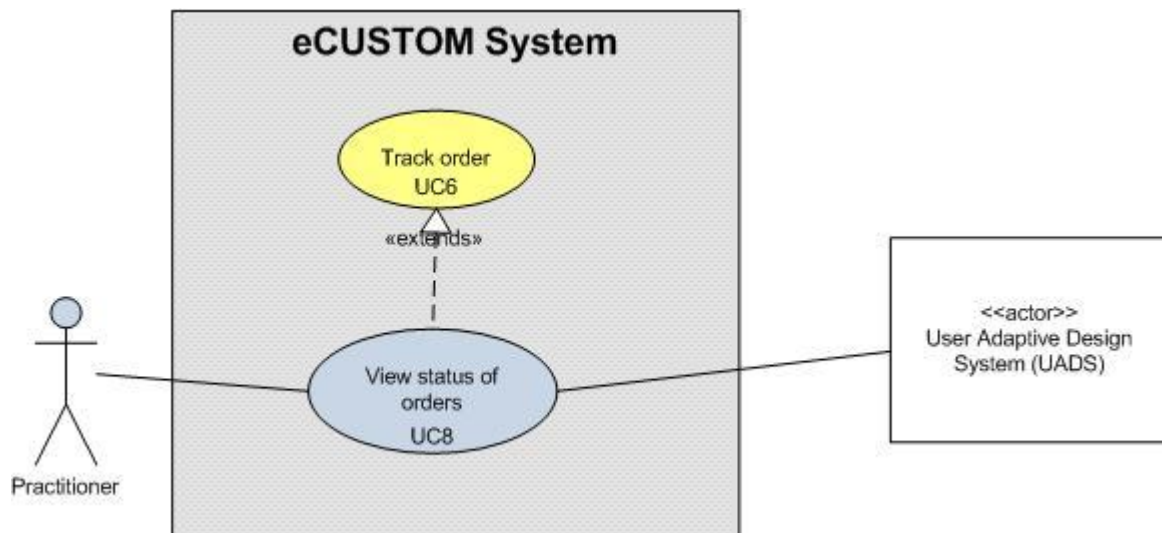 eCUSTOM System
Track order
UC6
«extends»
View status of
orders
UC8
Practitioner
<<actor>>
User Adaptive Design
System (UADS)